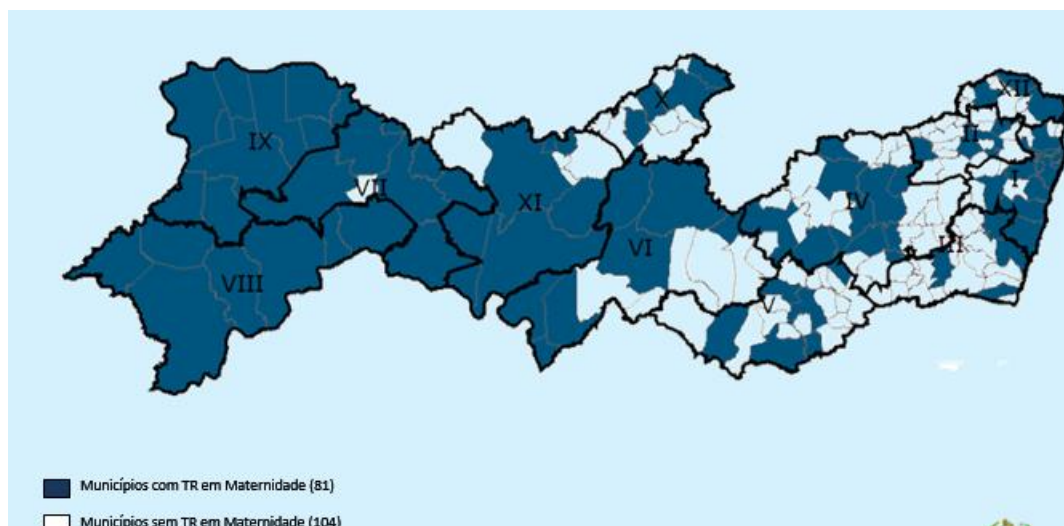 XII
X
II
IX
I
VII
IV
XI
III
VI
VIII
V
Municípios com TR em Maternidade (81)
Municípios sem TR em Maternidade (104)